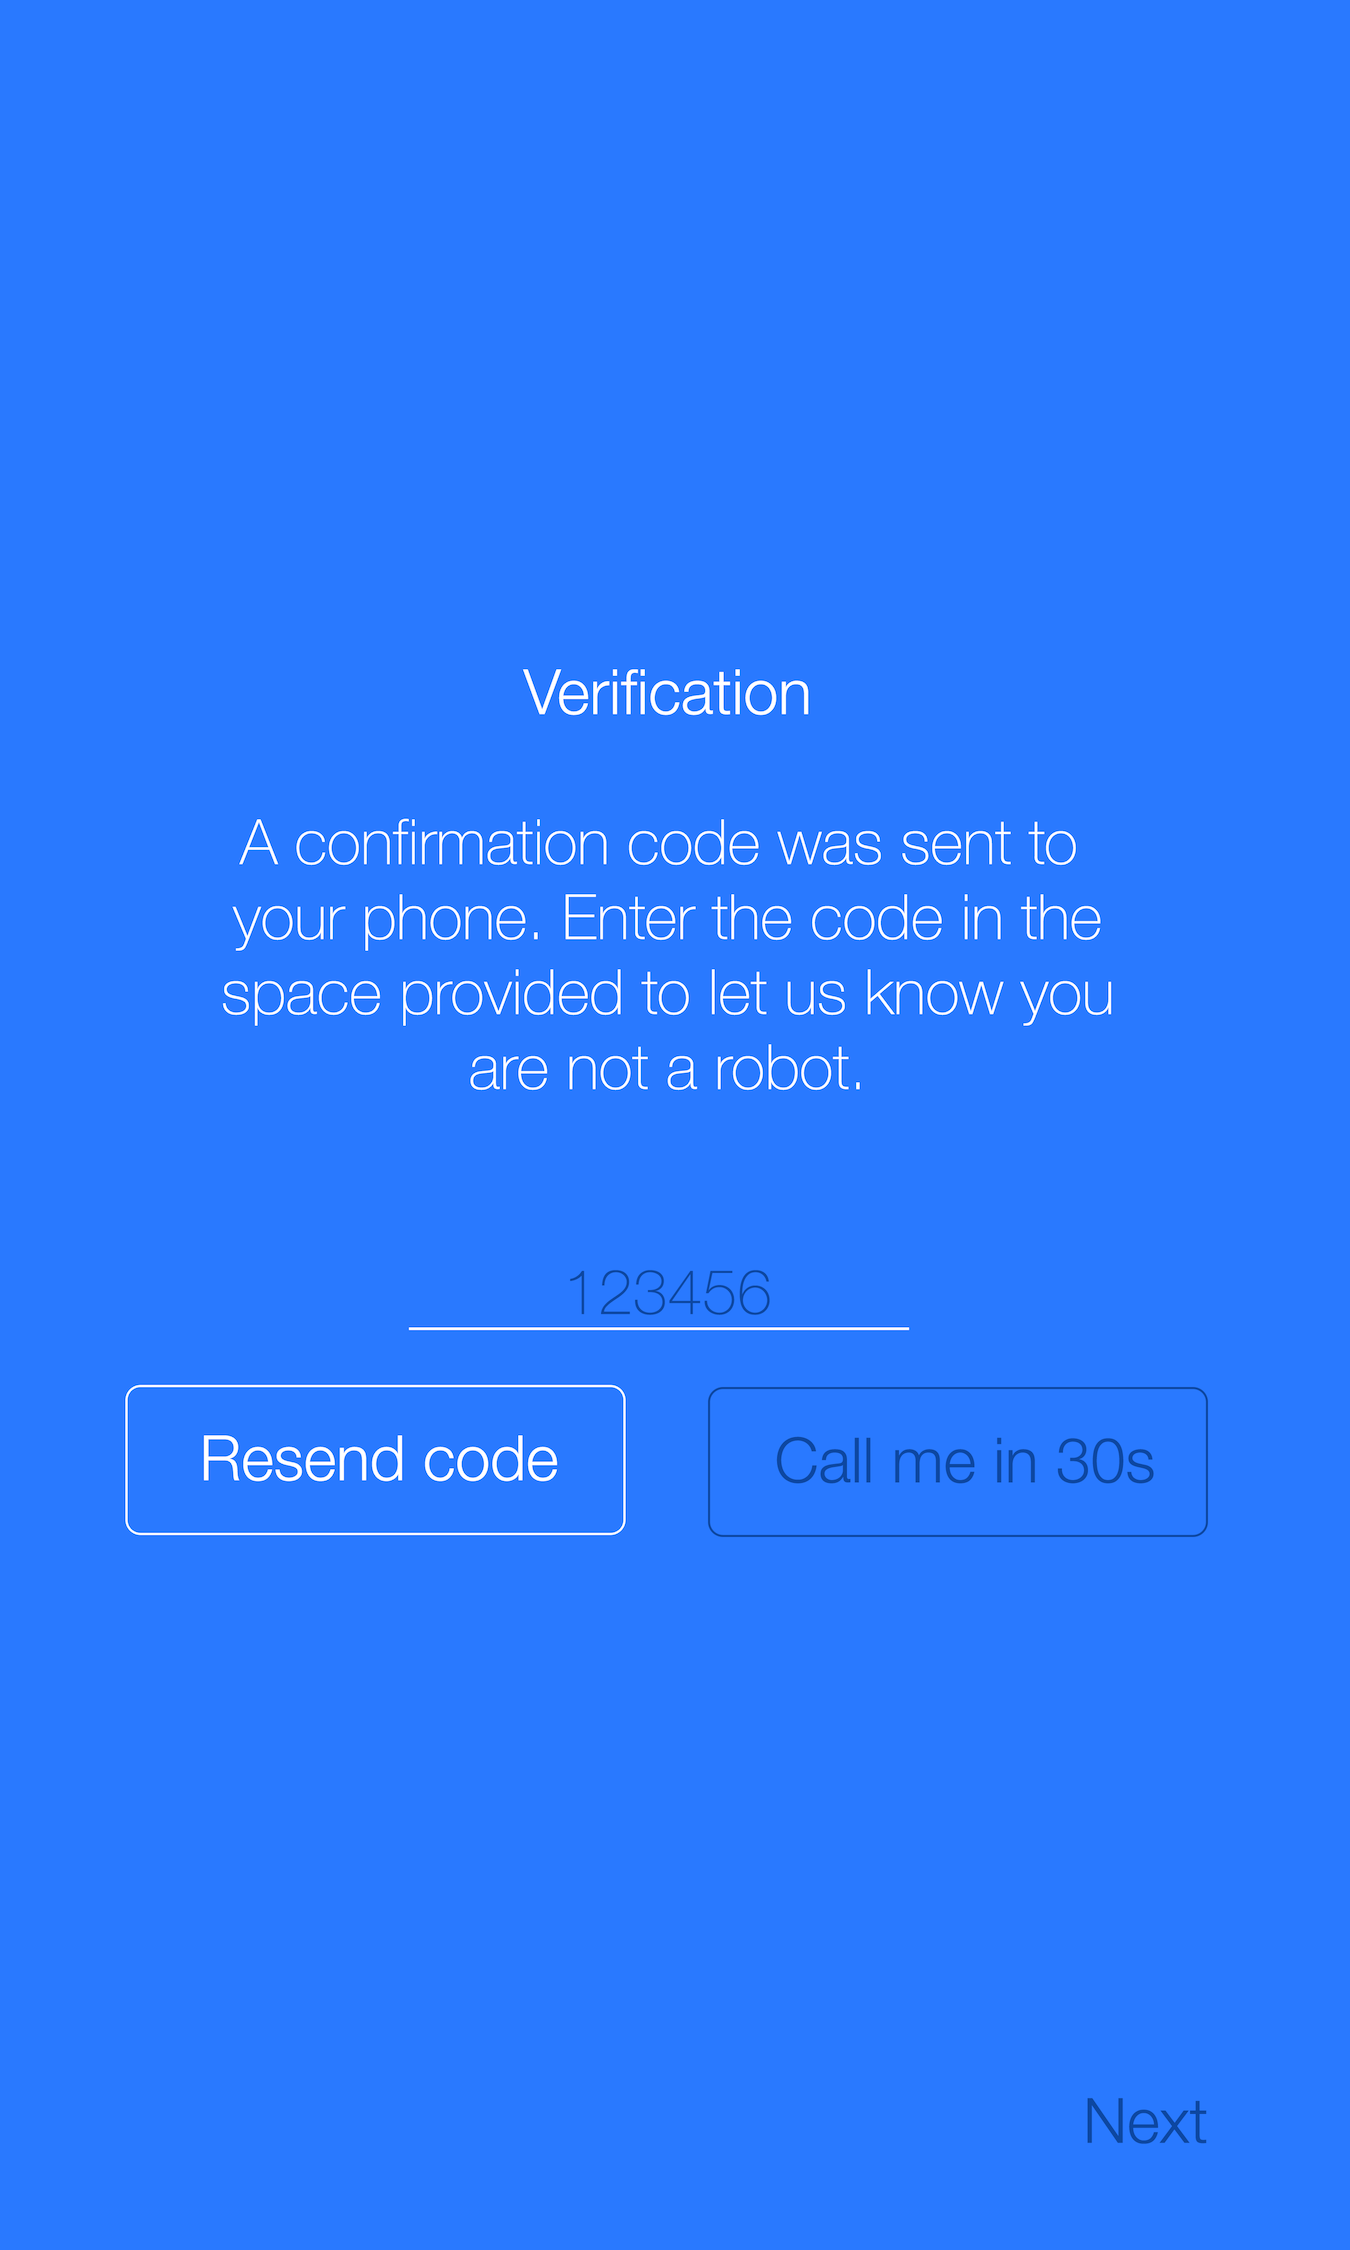 Verification
A confirmation code was sent to
your phone. Enter the code in the
space provided to let us know you
are not a robot.
123456
Resend code
Call me in 30s
Next